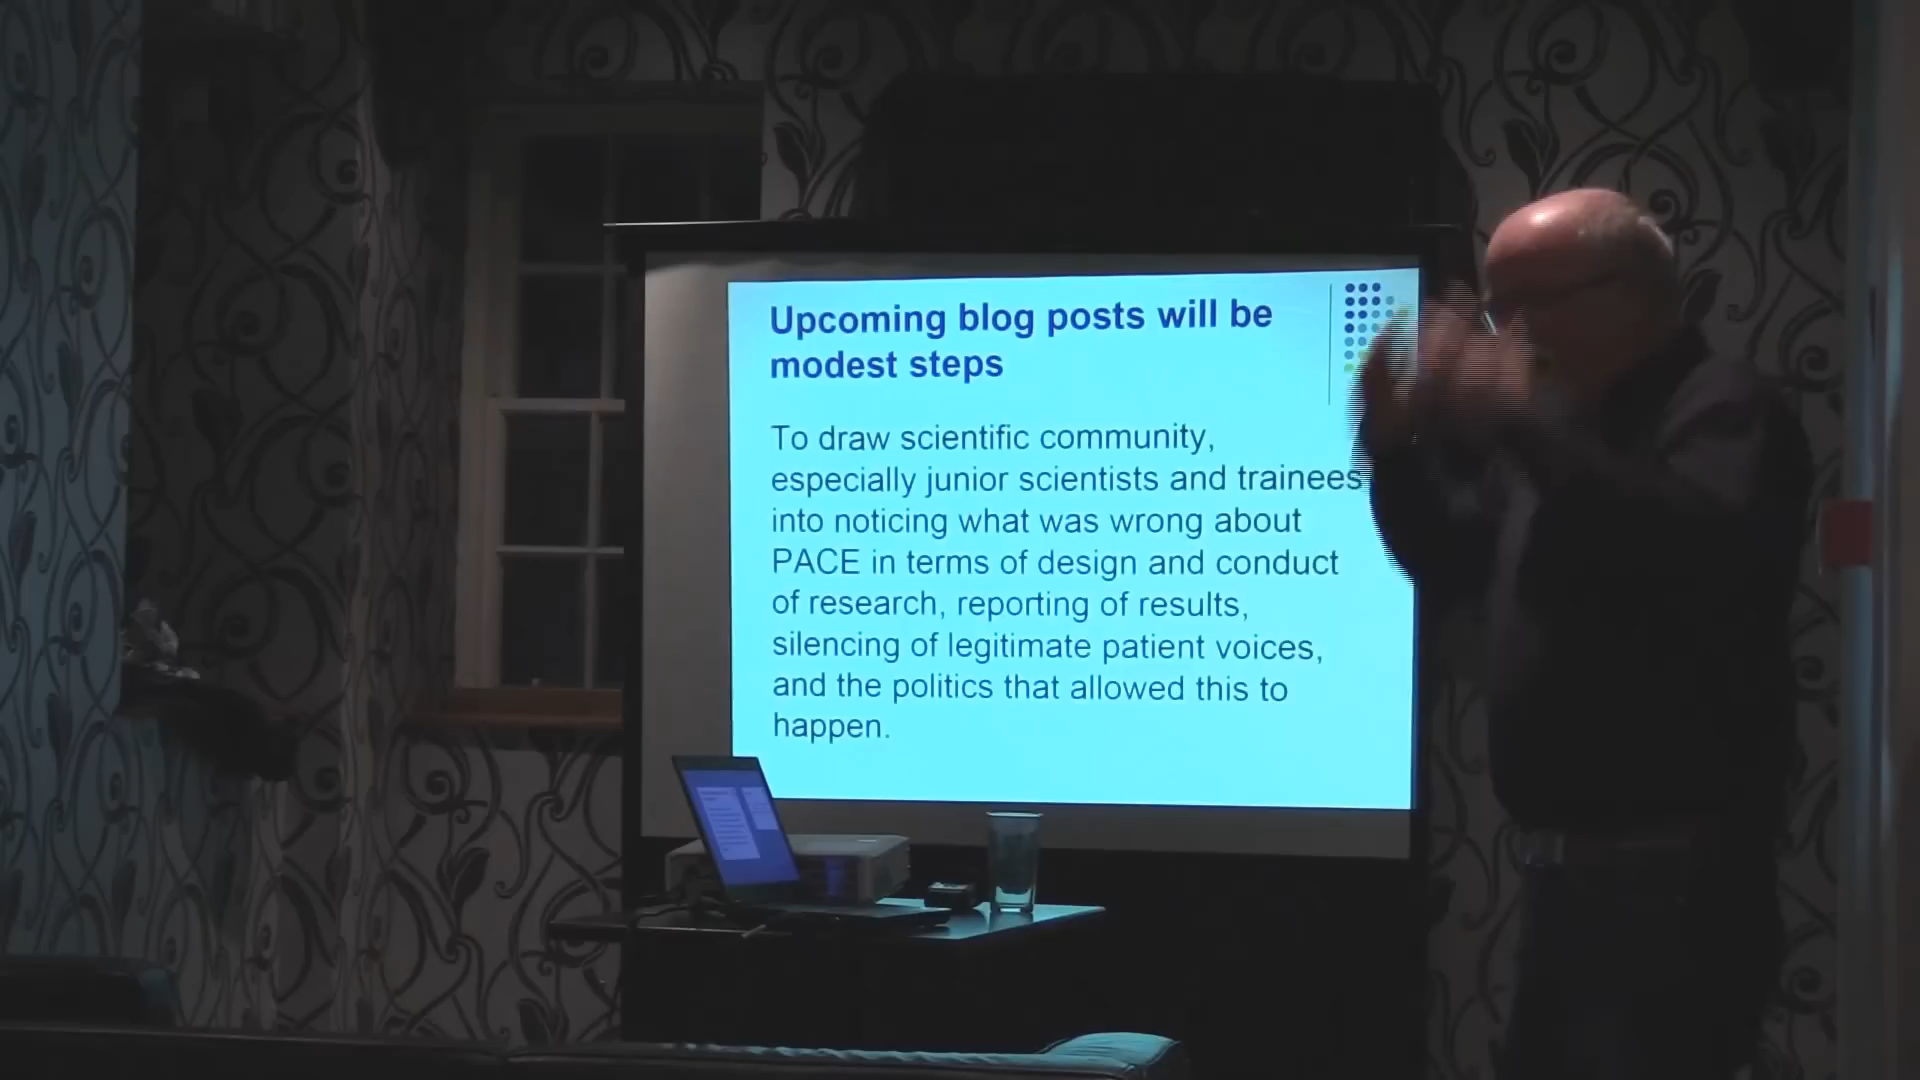 Upcoming blog posts will be
modest steps
To draw scientific community,
especially junior scientists and trainees
into noticing what was wrong about
PACE in terms of design and conduct
of research, reporting of results,
silencing of legitimate patient voices,
and the politics that allowed this to
happen.